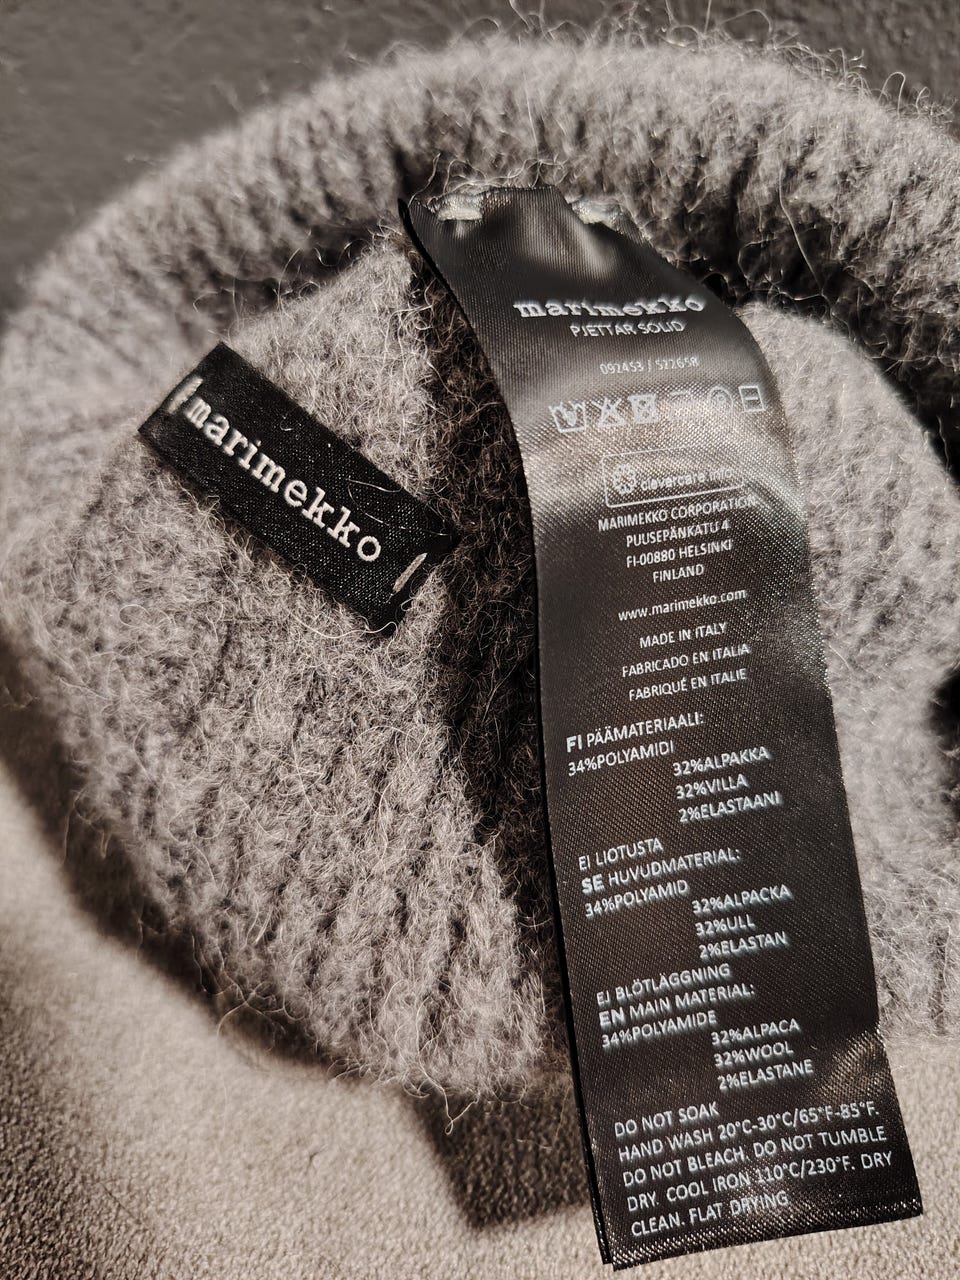 marimekko
marimekko
PJETTAR SOLID
092453 / 52265R
clevercare
MARIMEKKO CORPORATION
PUUSEPÄNKATU 4
FI-00880 HELSINKI
FINLAND
www.marimekko.com
MADE IN ITALY
FABRICADO EN ITALIA
FABRIQUÉ EN ITALIE
FI PÄÄMATERIAALI:
34%POLYAMIDI
32%ALPAKKA
32%VILLA
2%ELASTAANI
EI LIOTUSTA
SE HUVUDMATERIAL:
34%POLYAMID
32%ALPACKA
32%ULL
2%ELASTAN
EJ BLÖTLÄGGNING
EN MAIN MATERIAL:
34%POLYAMIDE
32%ALPACA
32%WOOL
2%ELASTANE
DO NOT SOAK
HAND WASH 20°C-30°C/65°F-85°F.
DO NOT BLEACH. DO NOT TUMBLE
DRY. COOL IRON 110°C/230°F. DRY
CLEAN. FLAT DRYING